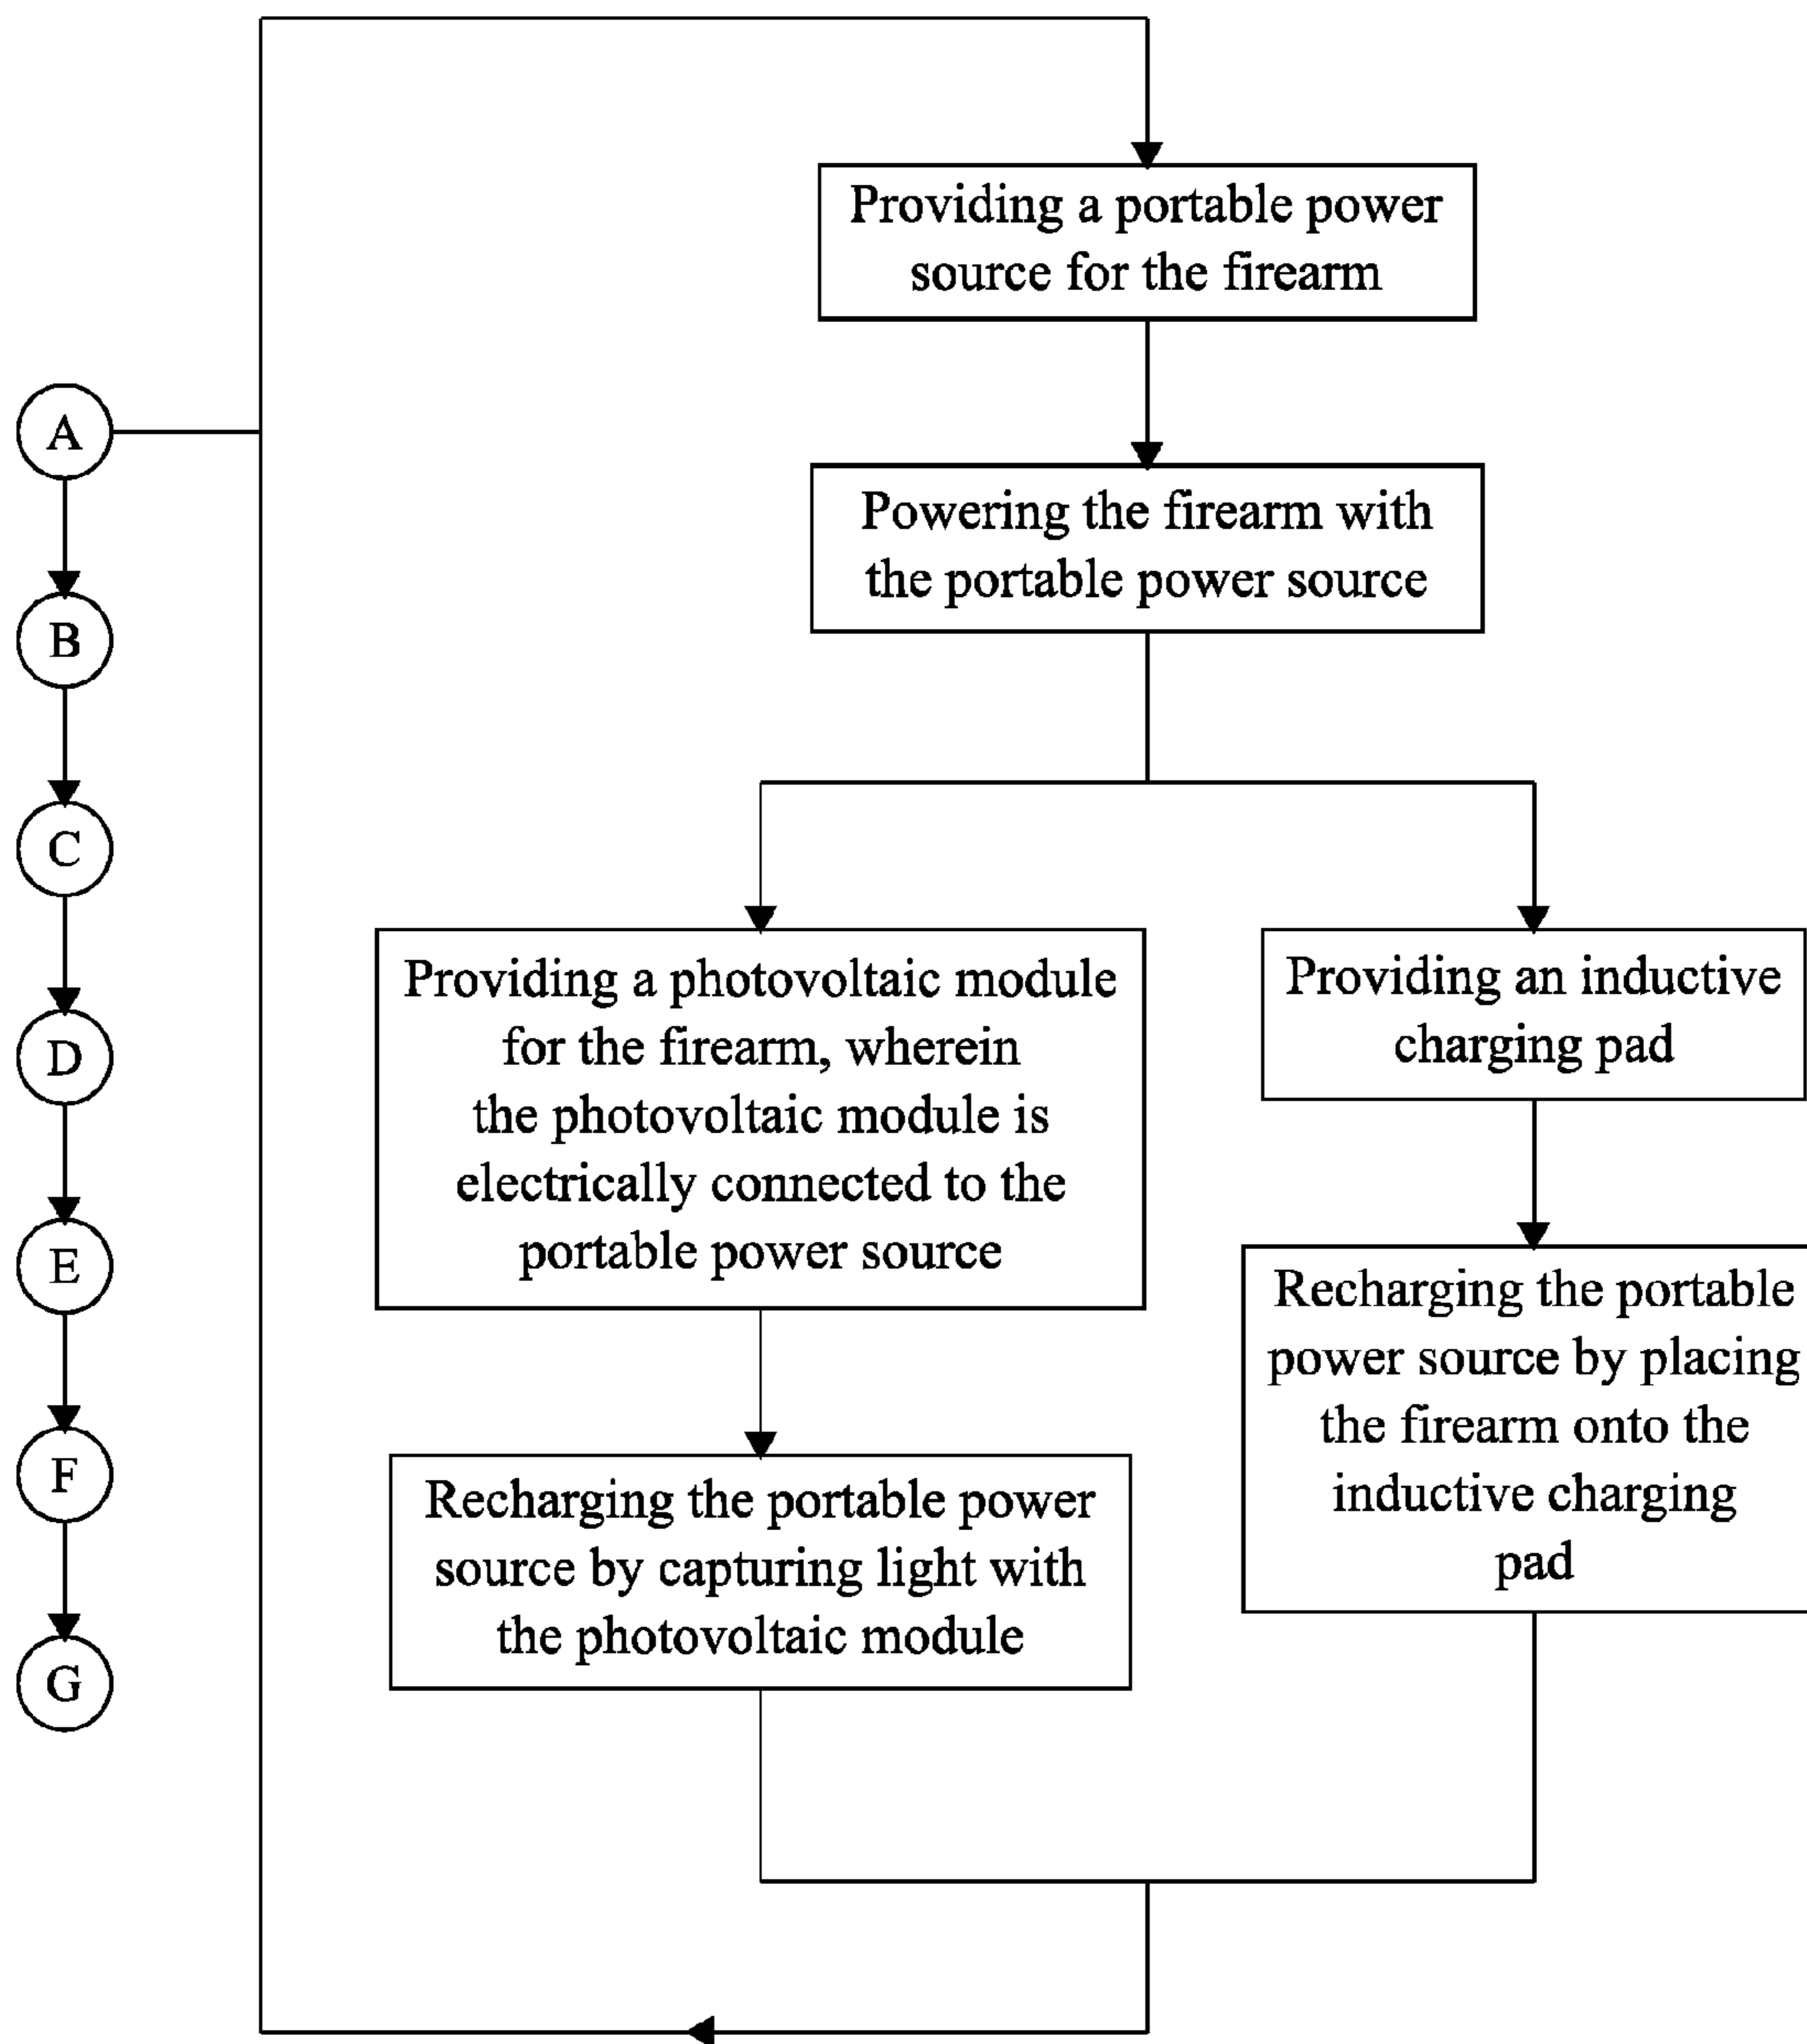 A
B
C
D
E
F
G
Providing a portable power
source for the firearm
Powering the firearm with
the portable power source
Providing a photovoltaic module
for the firearm, wherein
the photovoltaic module is
electrically connected to the
portable power source
Recharging the portable power
source by capturing light with
the photovoltaic module
Providing an inductive
charging pad
Recharging the portable
power source by placing
the firearm onto the
inductive charging
pad